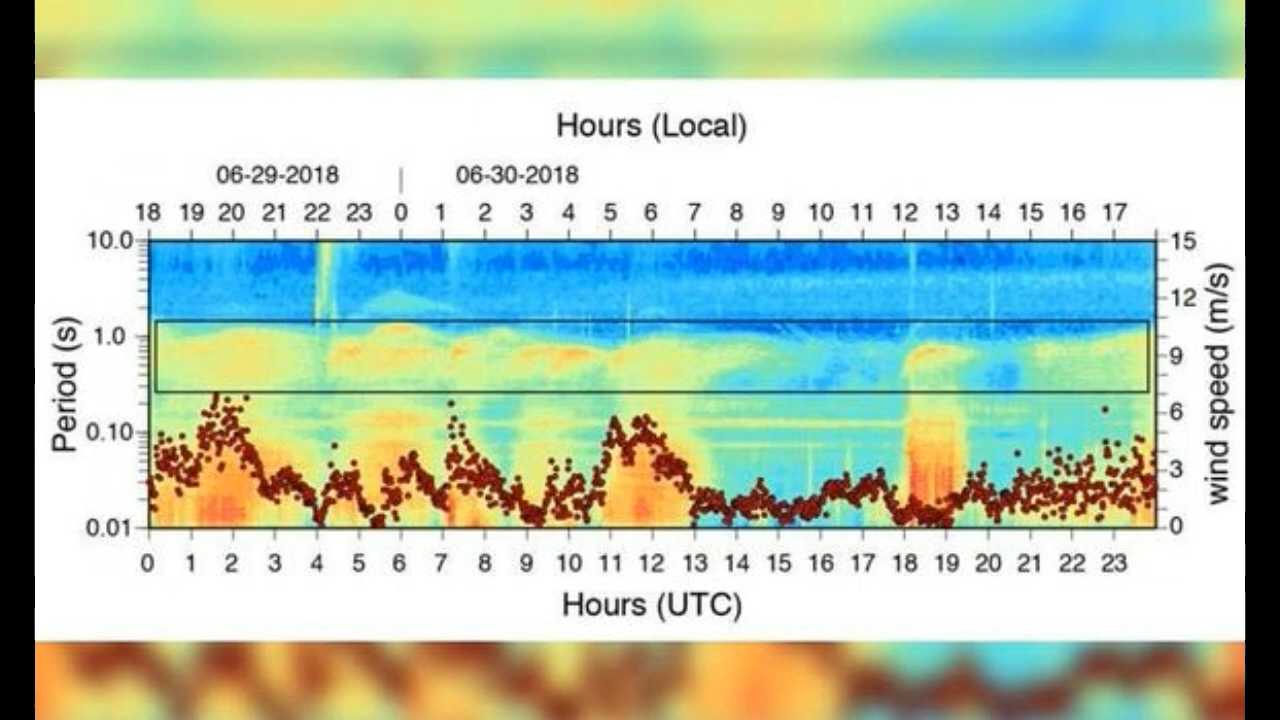 Hours (Local)
06-29-2018 | 06-30-2018
18 19 20 21 22 23 0 1 2 3 4 5 6 7 8 9 10 11 12 13 14 15 16 17
10.0 15
12
1.0 9
6
0.10
3
0.01 0
Period (s)
wind speed (m/s)
0 1 2 3 4 5 6 7 8 9 10 11 12 13 14 15 16 17 18 19 20 21 22 23
Hours (UTC)